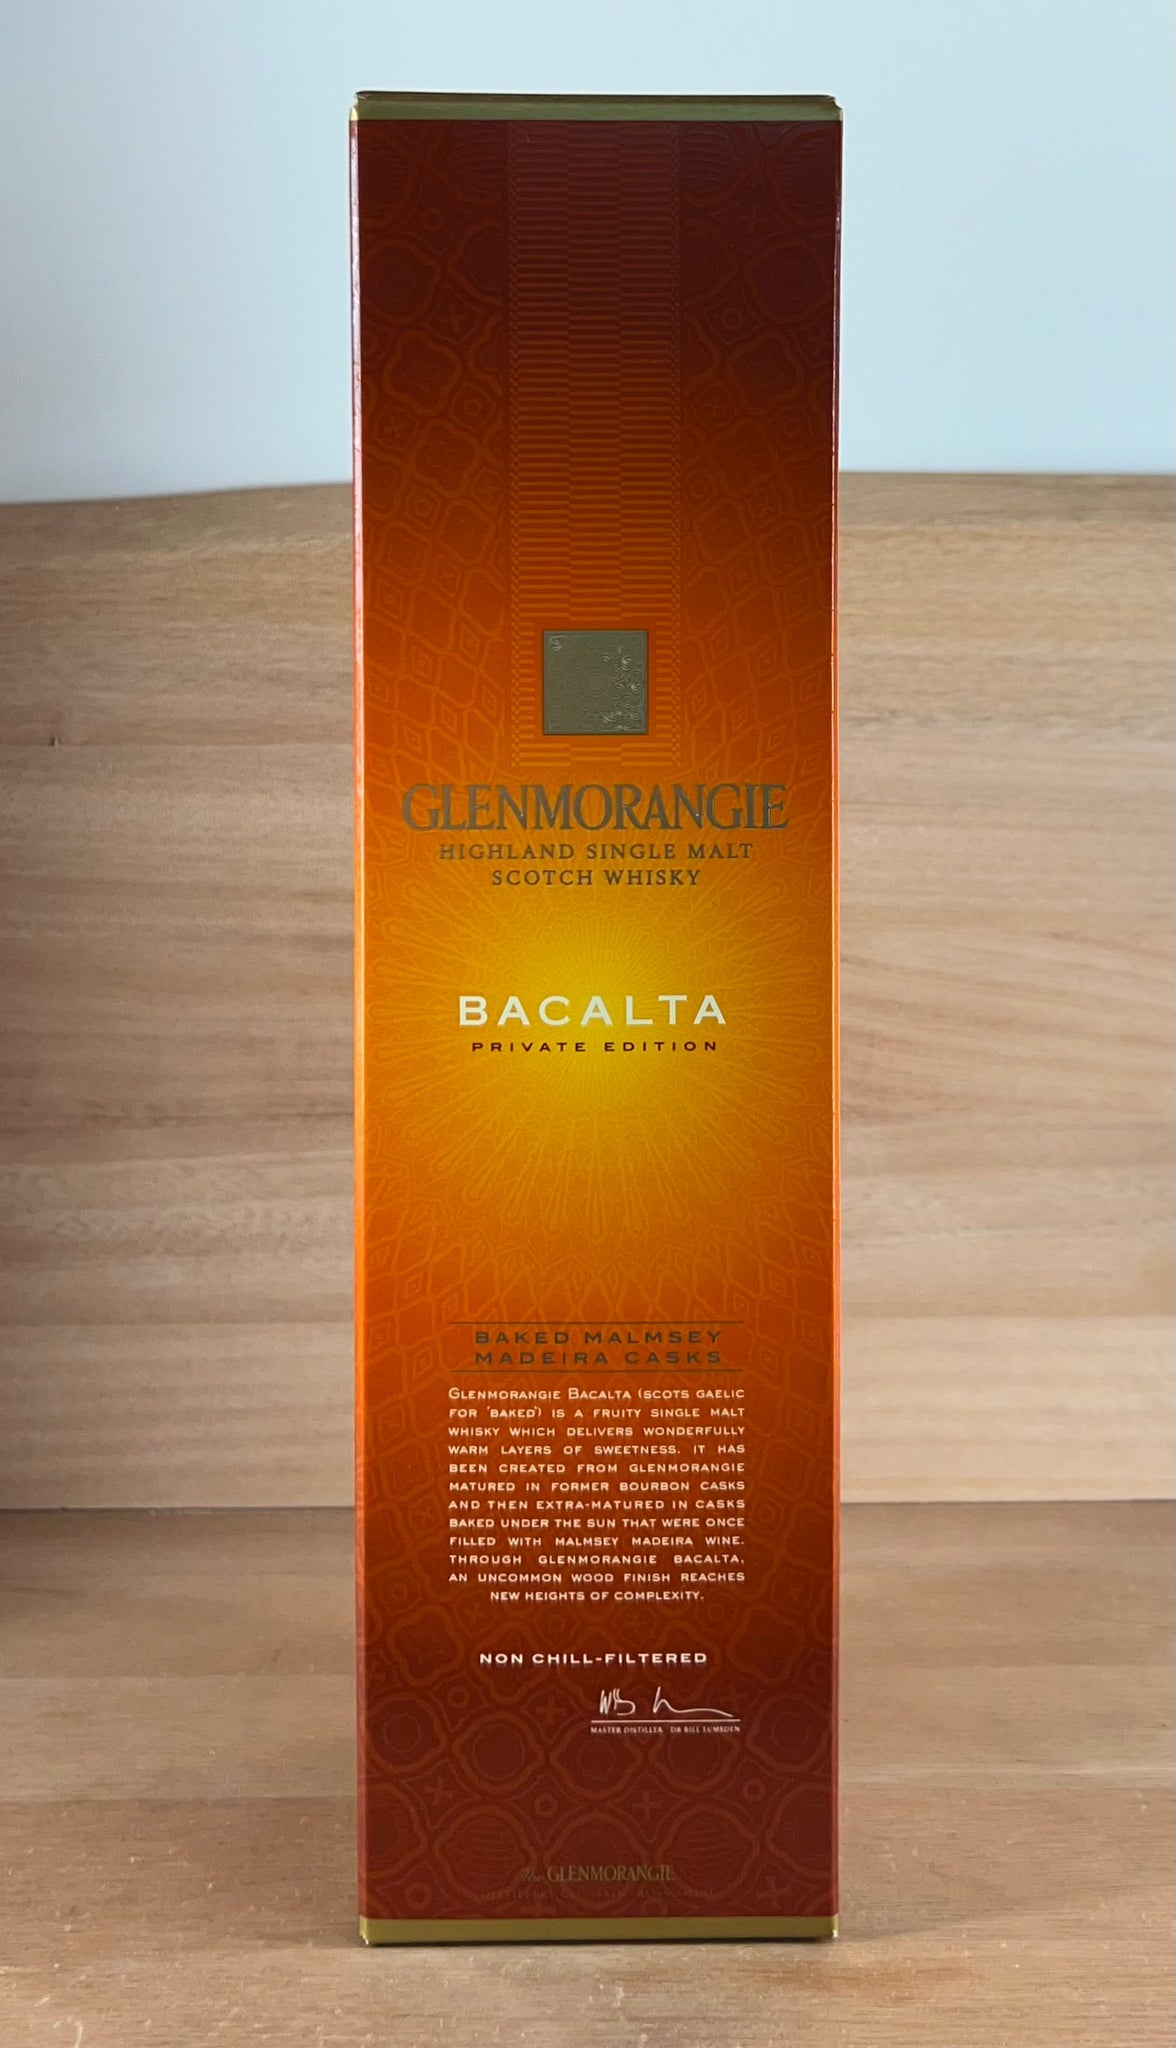 GLENMORANGIE
HIGHLAND SINGLE MALT
SCOTCH WHISKY
BACALTA
PRIVATE EDITION
BAKED MALMSEY
MADEIRA CASKS
GLENMORANGIE BACALTA (SCOTS GAELIC
FOR 'BAKED') IS A FRUITY SINGLE MALT
WHISKY WHICH DELIVERS WONDERFULLY
WARM LAYERS OF SWEETNESS. IT HAS
BEEN CREATED FROM GLENMORANGIE
MATURED IN FORMER BOURBON CASKS
AND THEN EXTRA-MATURED IN CASKS
BAKED UNDER THE SUN THAT WERE ONCE
FILLED WITH MALMSEY MADEIRA WINE.
THROUGH GLENMORANGIE BACALTA,
AN UNCOMMON WOOD FINISH REACHES
NEW HEIGHTS OF COMPLEXITY.
NON CHILL-FILTERED
MASTER DISTILLER DR BILL LUMSDEN
The GLENMORANGIE